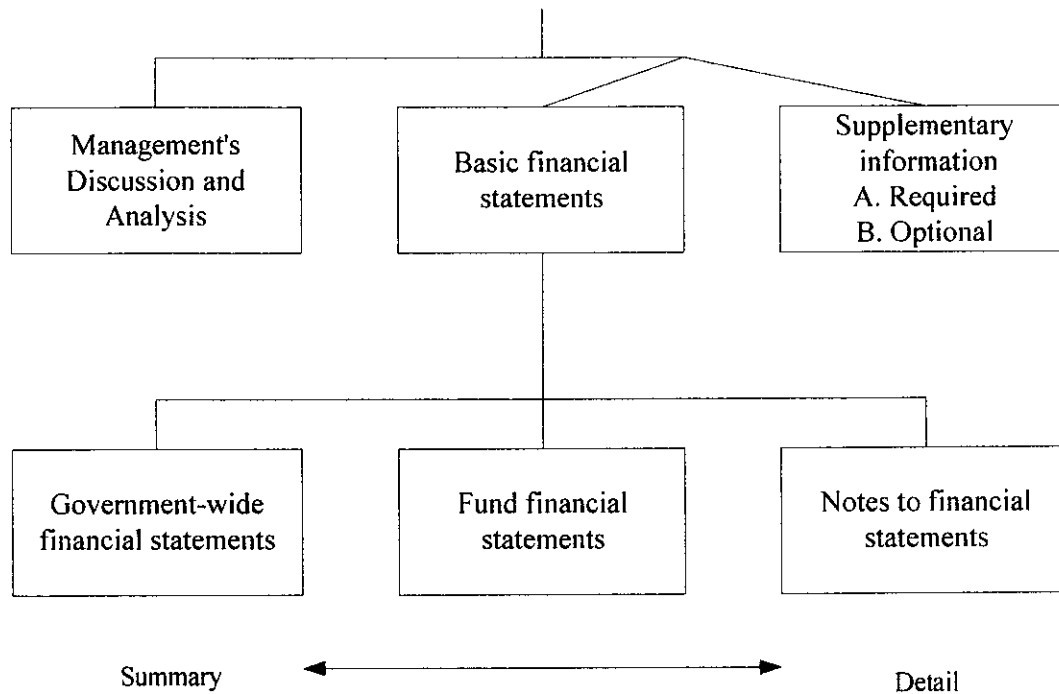 Management's
Discussion and
Analysis
Basic financial
statements
Supplementary
information
A. Required
B. Optional
Government-wide
financial statements
Fund financial
statements
Notes to financial
statements
Summary
Detail